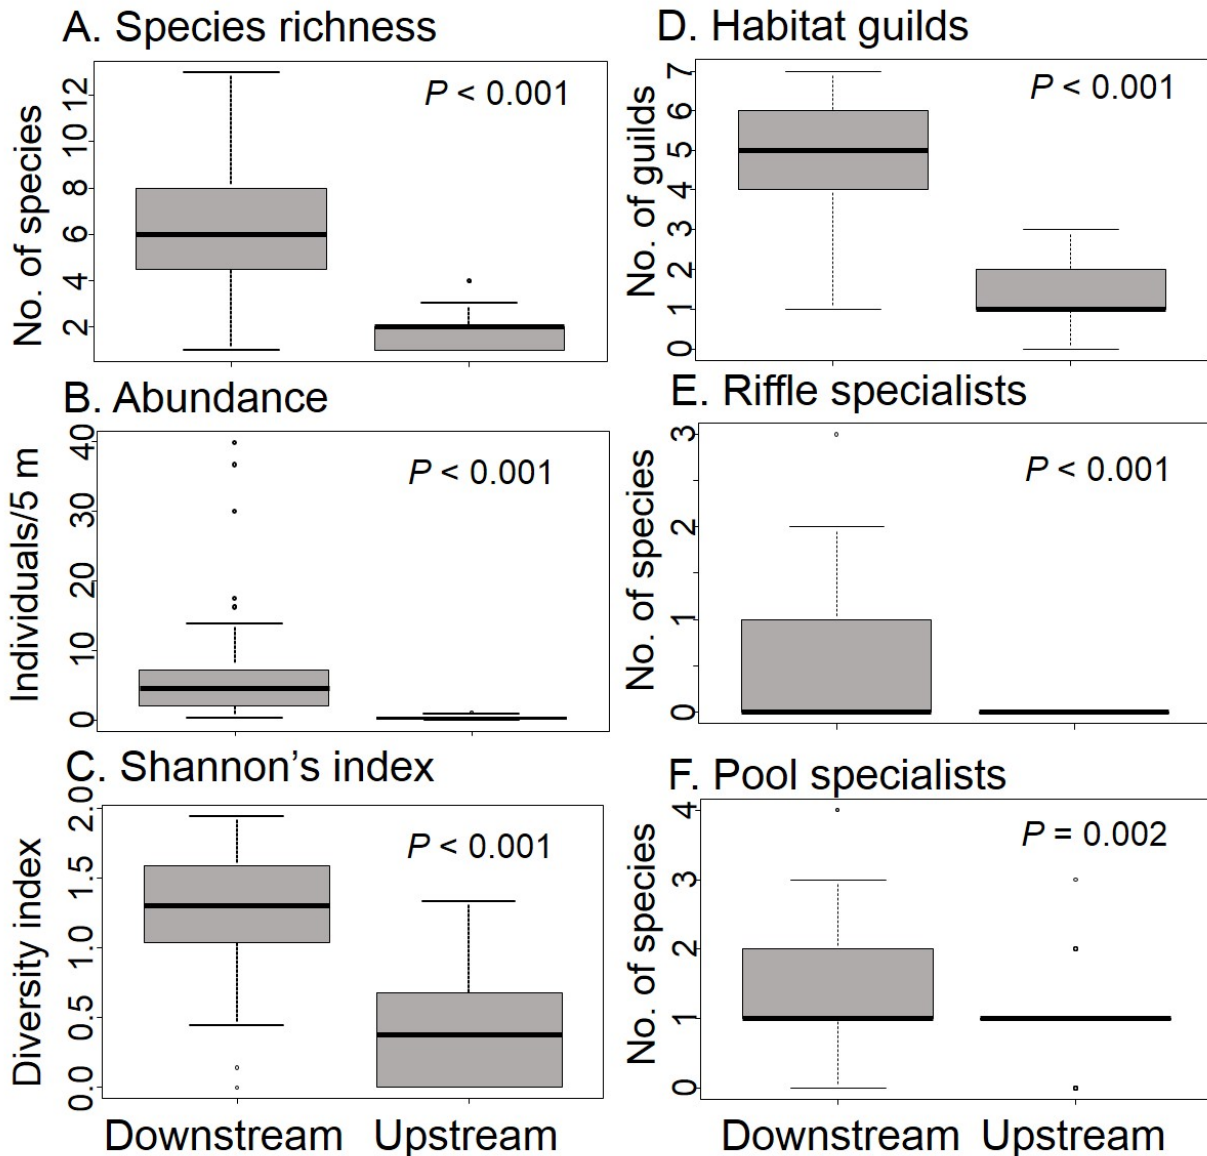 A. Species richness
No. of species
12
10
8
6
4
2
P < 0.001
B. Abundance
Individuals/5 m
40
30
20
10
0
P < 0.001
C. Shannon’s index
Diversity index
2.0
1.5
1.0
0.5
0.0
P < 0.001
Downstream Upstream
D. Habitat guilds
No. of guilds
7
6
5
4
3
2
1
0
P < 0.001
E. Riffle specialists
No. of species
3
2
1
0
P < 0.001
F. Pool specialists
No. of species
4
3
2
1
0
P = 0.002
Downstream Upstream